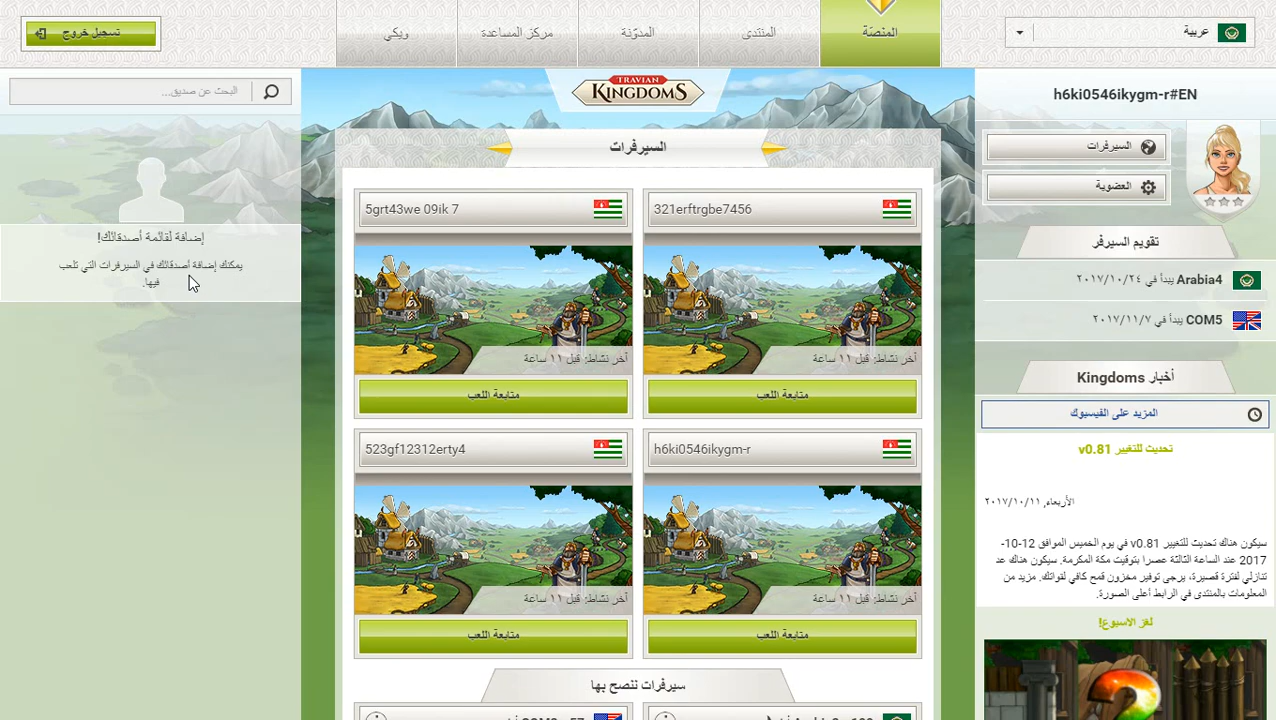 عربية
المنصّة
المنتدى
المدوّنة
مركز المساعدة
ويكي
تسجيل خروج
h6ki0546ikygm-r#EN
السيرفرات
العضوية
تقويم السيرفر
Arabia4 يبدأ في ٢٠١٧/١٠/٢٤
COM5 يبدأ في ٢٠١٧/١١/٧
أخبار Kingdoms
المزيد على الفيسبوك
تحديث للتغيير v0.81
الأربعاء, ٢٠١٧/١٠/١١
سيكون هناك تحديث للتغيير v0.81 في يوم الخميس الموافق 12-10-
2017 عند الساعة الثالثة عصرا بتوقيت مكة المكرمة. سيكون هناك عد
تنازلي لفترة قصيرة، يرجى توفير مخزون قمح كافي لقواتك. مزيد من
المعلومات بالمنتدى في الرابط أعلى الصورة.
لغز الاسبوع!
TRAVIAN
KINGDOMS
السيرفرات
321erftrgbe7456
آخر نشاط: قبل ١١ ساعة
متابعة اللعب
5grt43we 09ik 7
آخر نشاط: قبل ١١ ساعة
متابعة اللعب
h6ki0546ikygm-r
آخر نشاط: قبل ١١ ساعة
متابعة اللعب
523gf12312erty4
آخر نشاط: قبل ١١ ساعة
متابعة اللعب
سيرفرات ننصح بها
البحث عن صديق...
إضافة لقائمة أصدقائك!
يمكنك إضافة أصدقائك في السيرفرات التي تلعب
فيها.